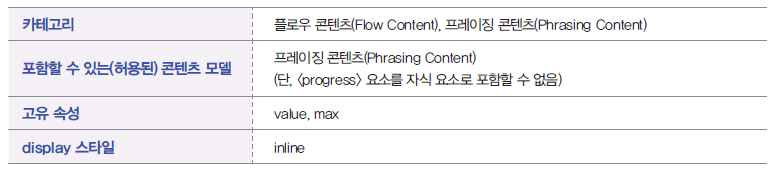 카테고리 플로우 콘텐츠(Flow Content), 프레이징 콘텐츠(Phrasing Content)
포함할 수 있는(허용된) 콘텐츠 모델 프레이징 콘텐츠(Phrasing Content)
(단, <progress> 요소를 자식 요소로 포함할 수 없음)
고유 속성 value, max
display 스타일 inline